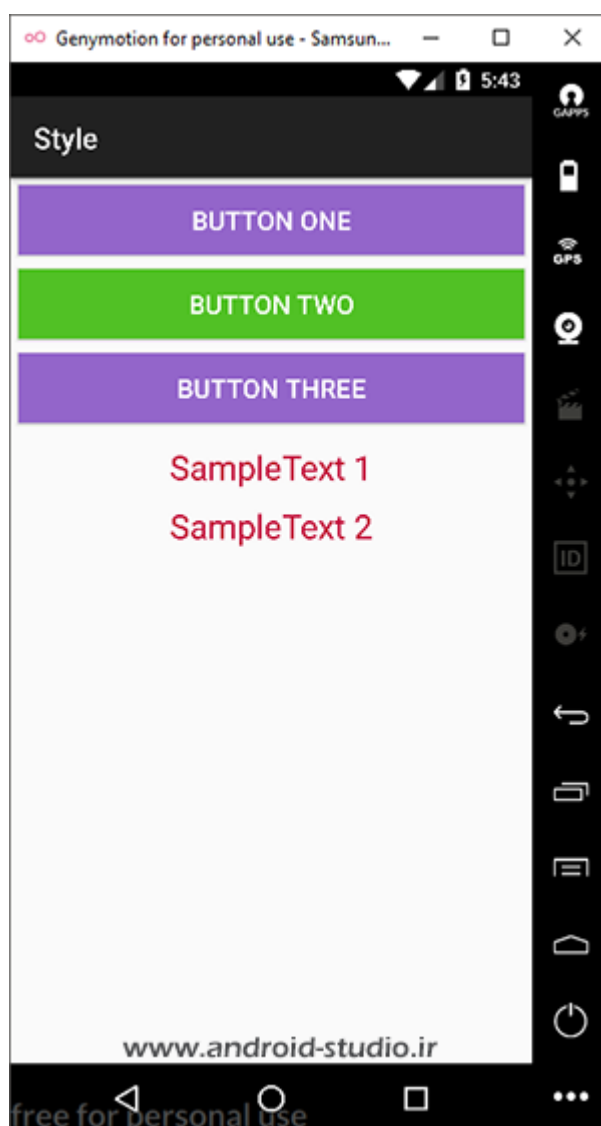 Genymotion for personal use - Samsun...
5:43
GAPPS
Style
BUTTON ONE
GPS
BUTTON TWO
BUTTON THREE
SampleText 1
SampleText 2
ID
www.android-studio.ir
free for personal use